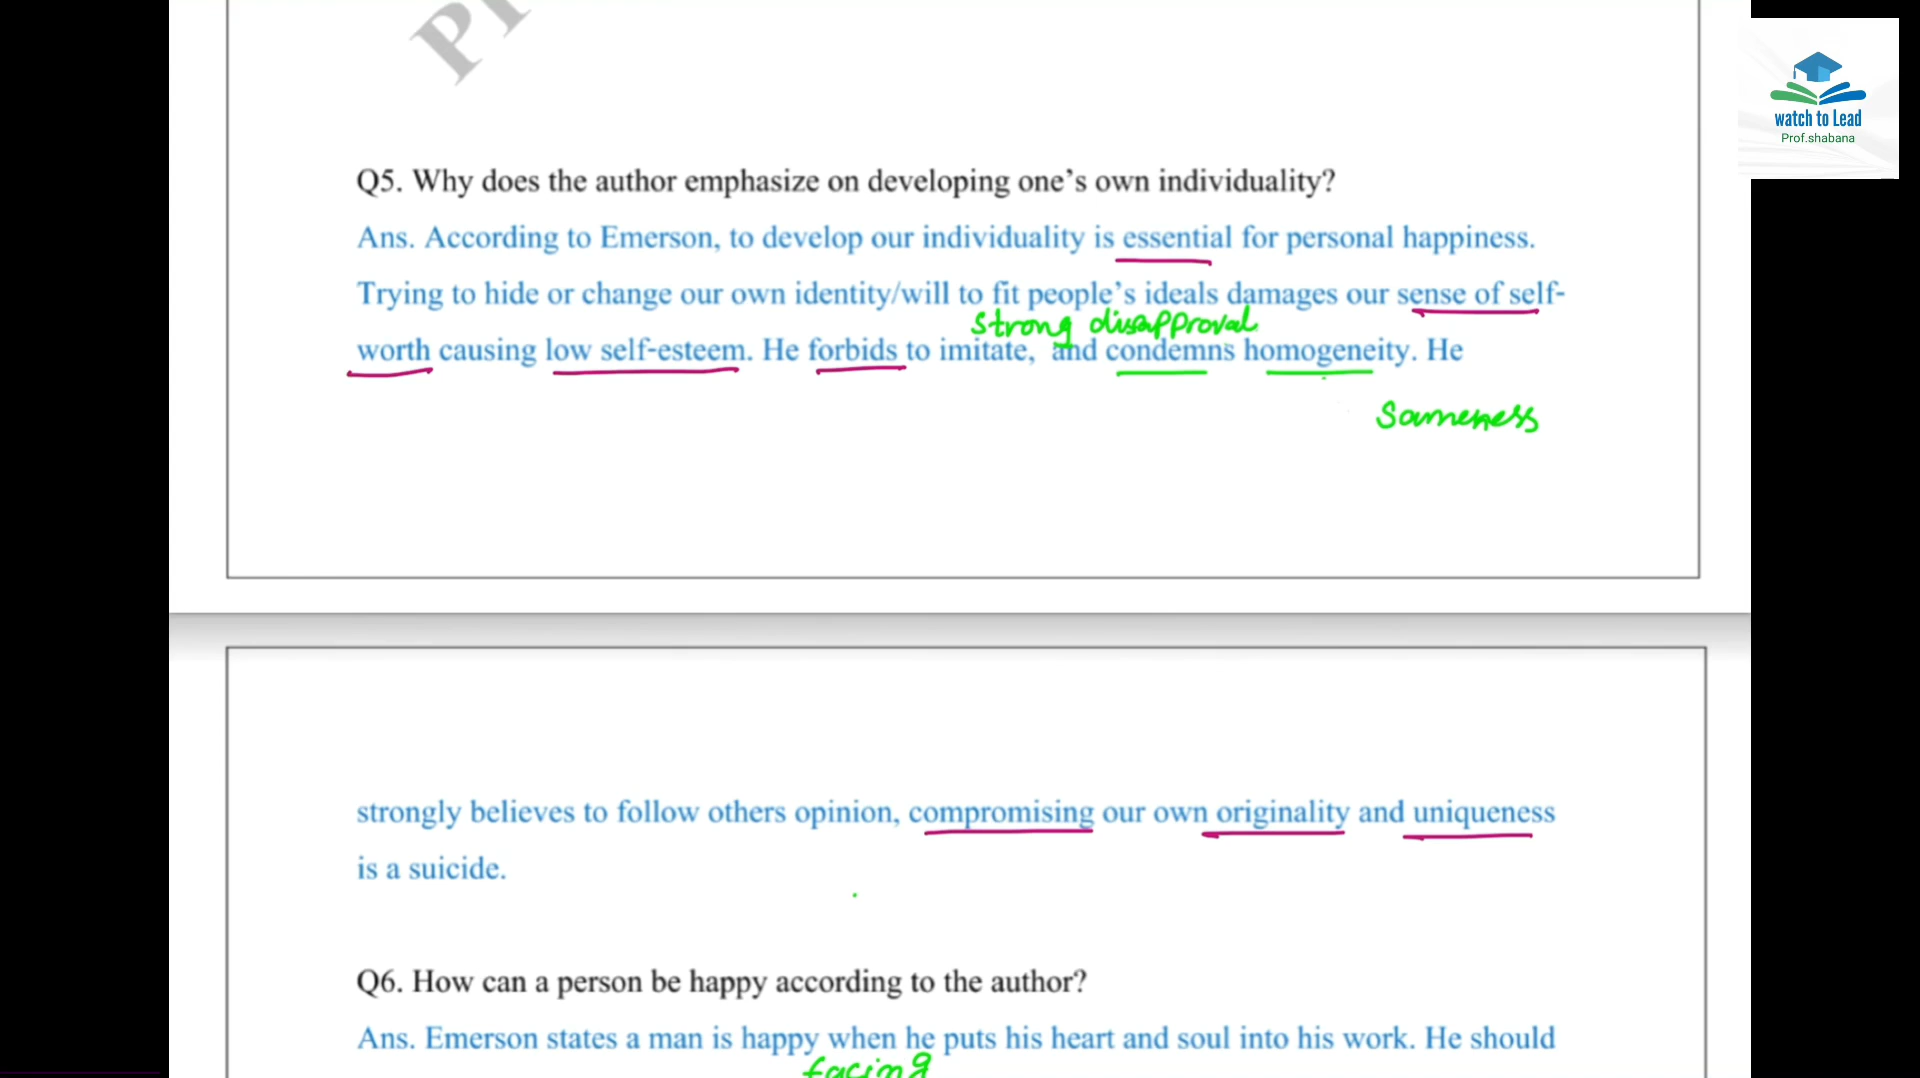 watch to Lead
Prof.shabana
Q5. Why does the author emphasize on developing one’s own individuality?
Ans. According to Emerson, to develop our individuality is essential for personal happiness.
Trying to hide or change our own identity/will to fit people’s ideals damages our sense of self-
strong disapproval
worth causing low self-esteem. He forbids to imitate, and condemns homogeneity. He
Sameness
strongly believes to follow others opinion, compromising our own originality and uniqueness
is a suicide.
Q6. How can a person be happy according to the author?
Ans. Emerson states a man is happy when he puts his heart and soul into his work. He should
facing